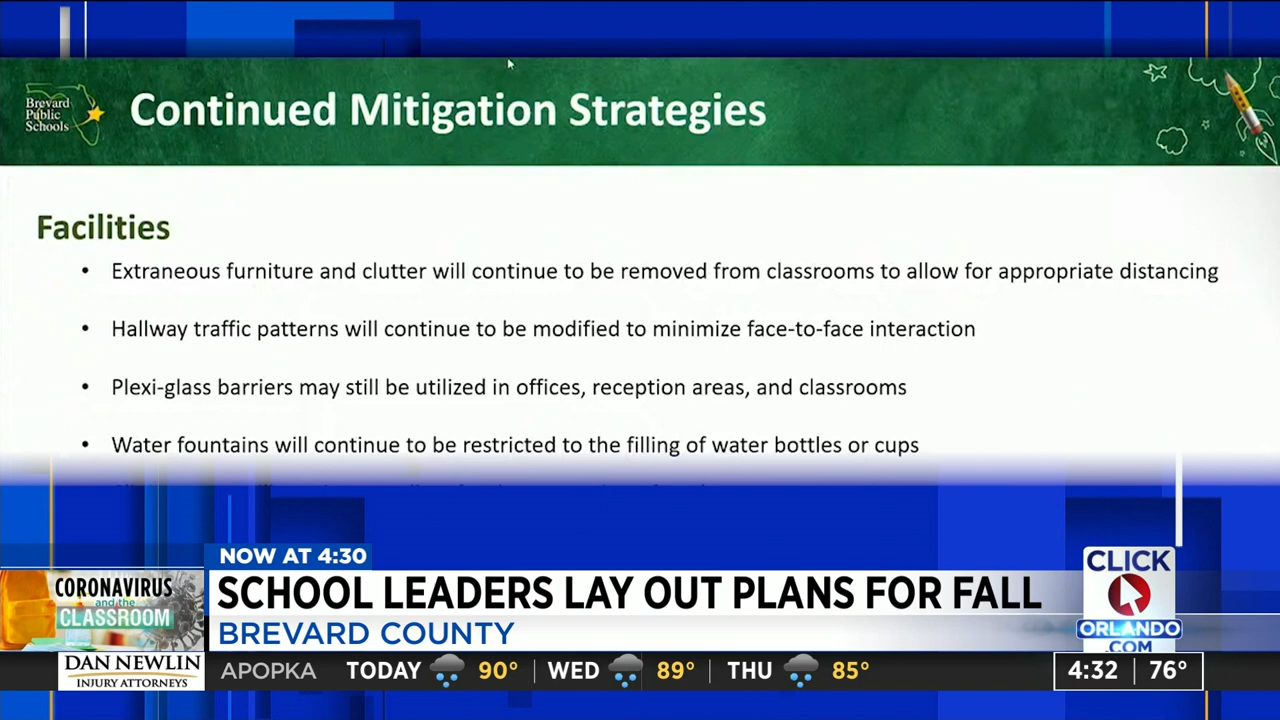 Brevard
Public
Schools
Continued Mitigation Strategies
Facilities
• Extraneous furniture and clutter will continue to be removed from classrooms to allow for appropriate distancing
• Hallway traffic patterns will continue to be modified to minimize face-to-face interaction
• Plexi-glass barriers may still be utilized in offices, reception areas, and classrooms
• Water fountains will continue to be restricted to the filling of water bottles or cups
NOW AT 4:30
CORONAVIRUS
and the
CLASSROOM
SCHOOL LEADERS LAY OUT PLANS FOR FALL
BREVARD COUNTY
CLICK
ORLANDO
.COM
DAN NEWLIN
INJURY ATTORNEYS
APOPKA TODAY 90° WED 89° THU 85°
4:32 76°